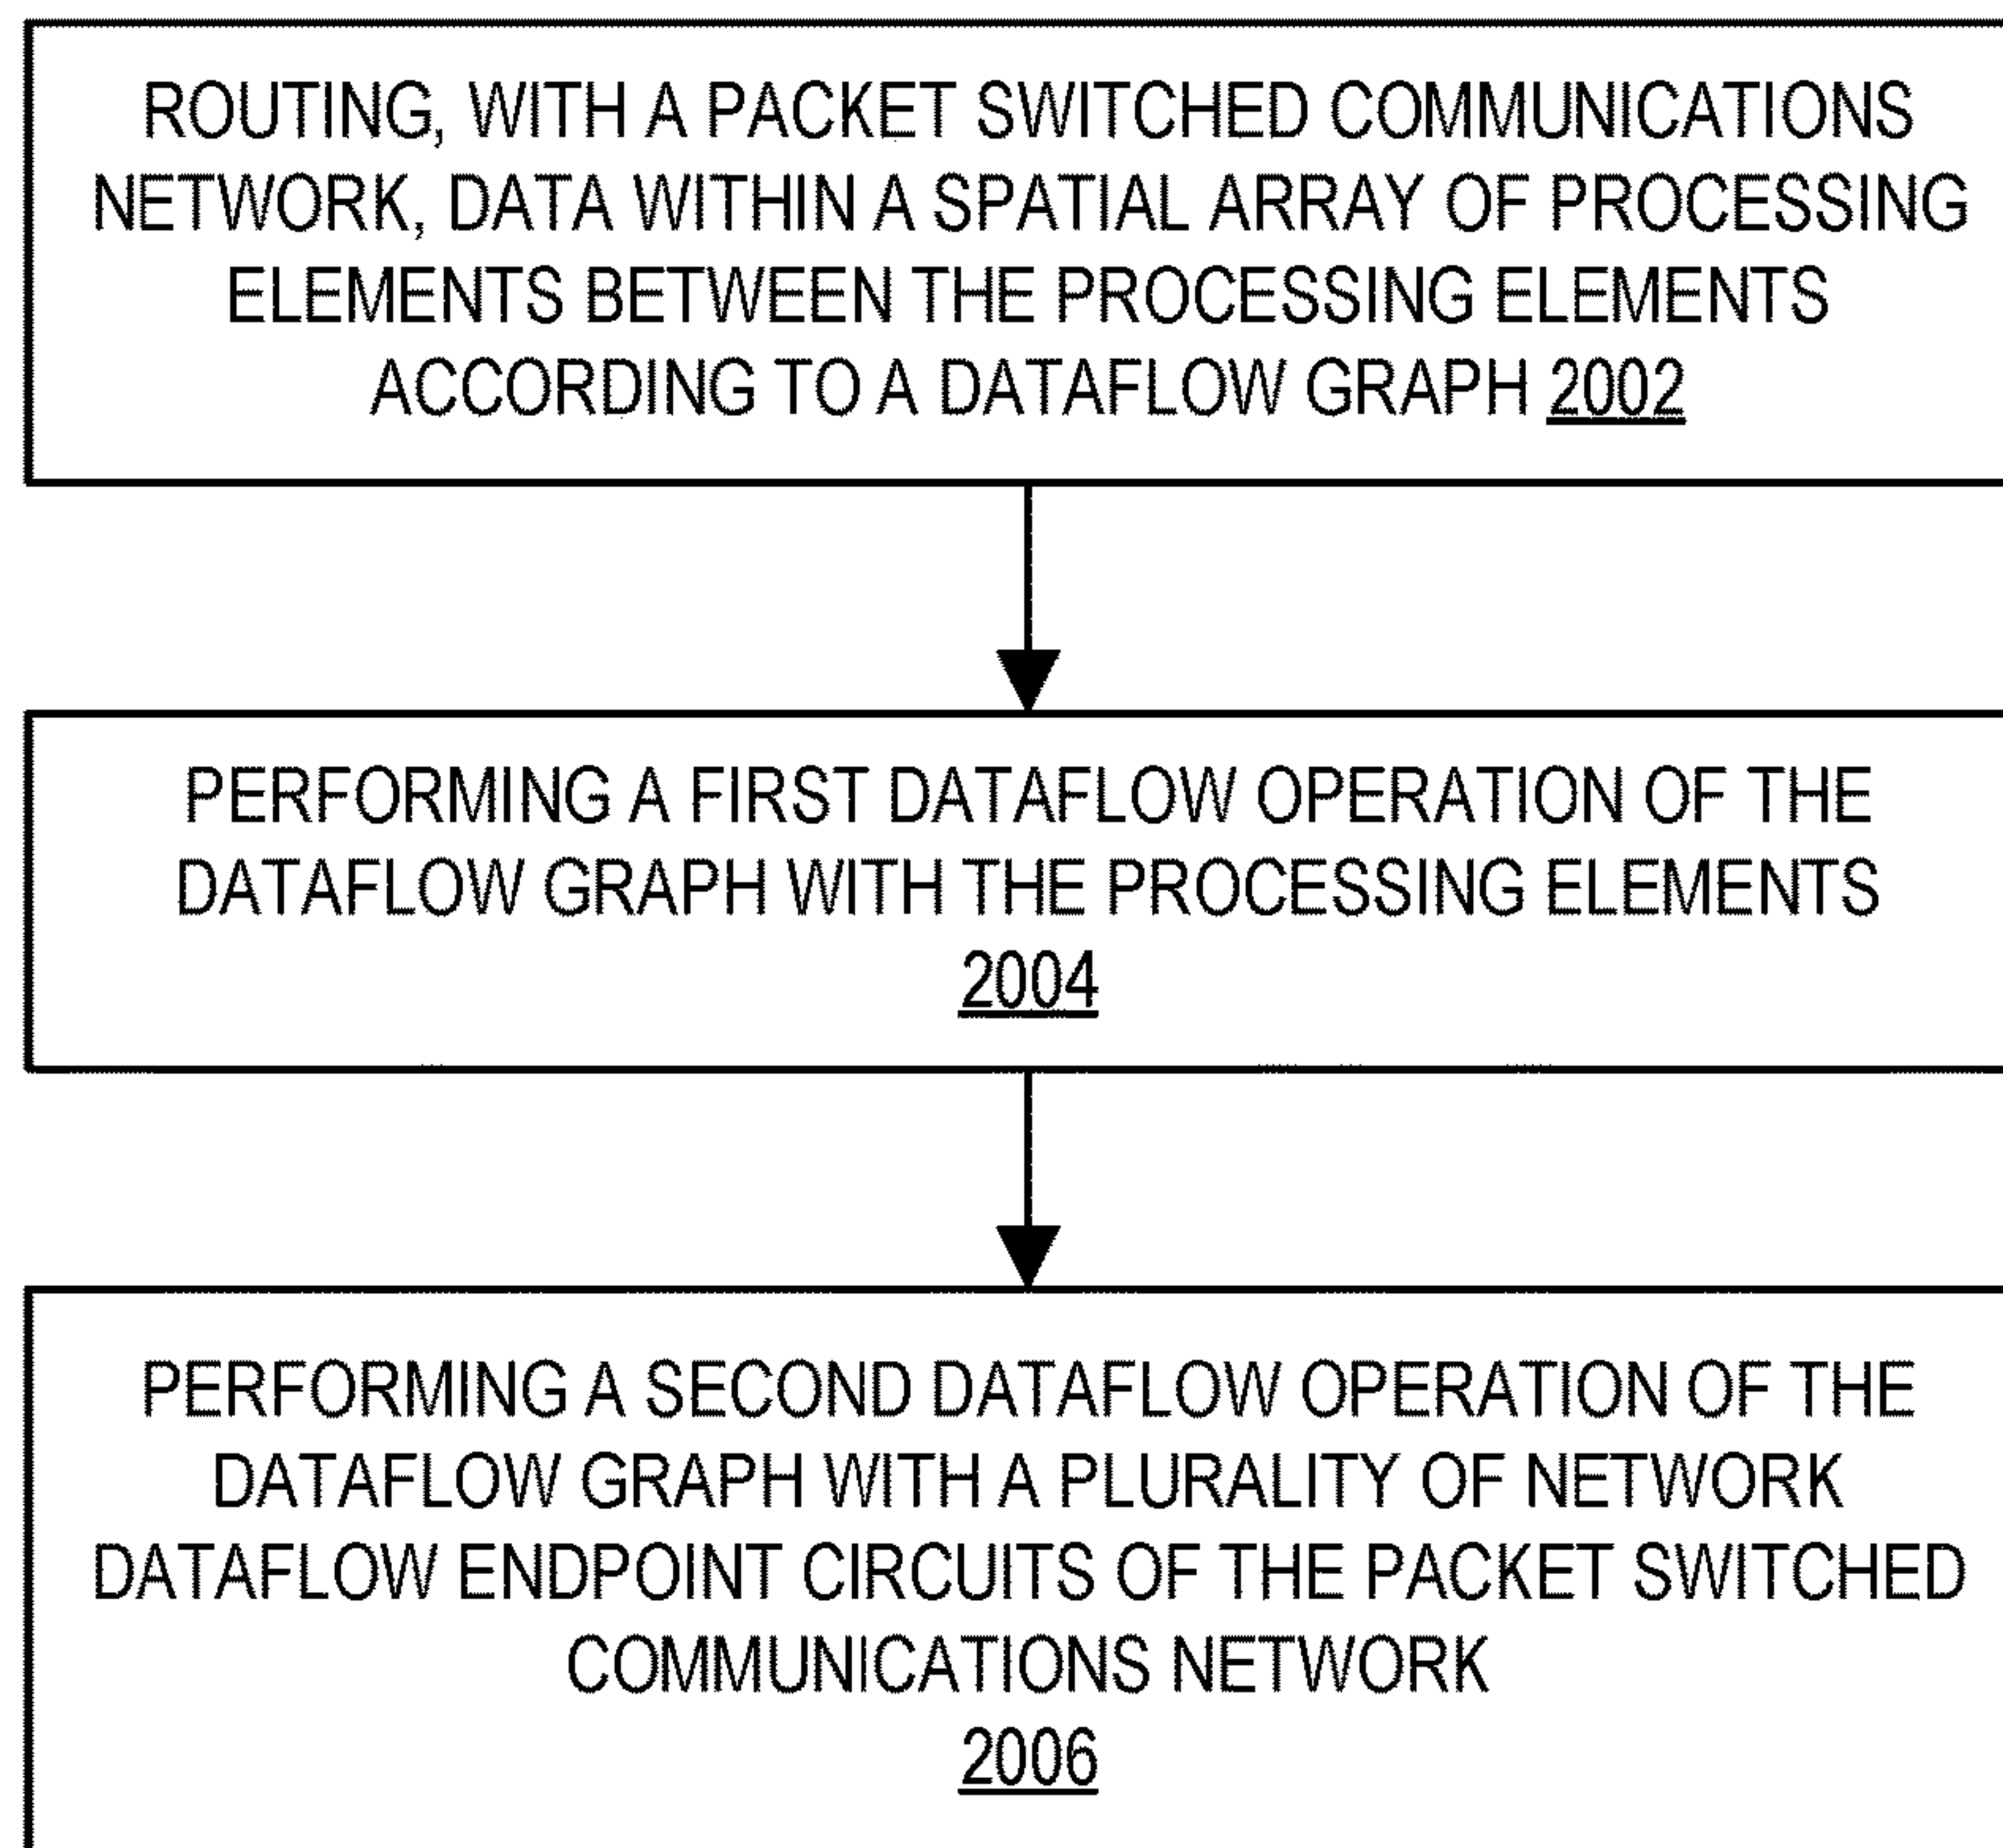 ROUTING, WITH A PACKET SWITCHED COMMUNICATIONS
NETWORK, DATA WITHIN A SPATIAL ARRAY OF PROCESSING
ELEMENTS BETWEEN THE PROCESSING ELEMENTS
ACCORDING TO A DATAFLOW GRAPH 2002
PERFORMING A FIRST DATAFLOW OPERATION OF THE
DATAFLOW GRAPH WITH THE PROCESSING ELEMENTS
2004
PERFORMING A SECOND DATAFLOW OPERATION OF THE
DATAFLOW GRAPH WITH A PLURALITY OF NETWORK
DATAFLOW ENDPOINT CIRCUITS OF THE PACKET SWITCHED
COMMUNICATIONS NETWORK
2006